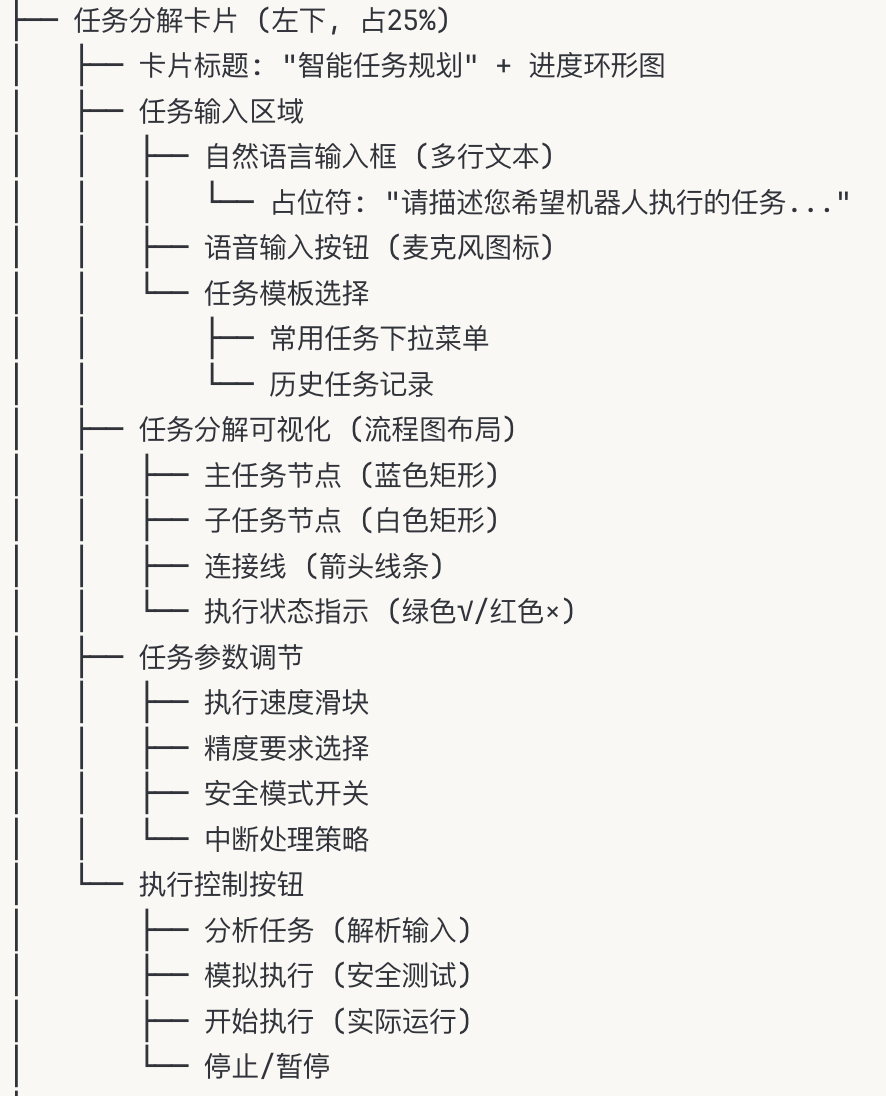 ├── 任务分解卡片 (左下, 占25%)
│   ├── 卡片标题: "智能任务规划" + 进度环形图
│   ├── 任务输入区域
│   │   ├── 自然语言输入框 (多行文本)
│   │   │   └── 占位符: "请描述您希望机器人执行的任务..."
│   │   ├── 语音输入按钮 (麦克风图标)
│   │   └── 任务模板选择
│   │       ├── 常用任务下拉菜单
│   │       └── 历史任务记录
│   ├── 任务分解可视化 (流程图布局)
│   │   ├── 主任务节点 (蓝色矩形)
│   │   ├── 子任务节点 (白色矩形)
│   │   ├── 连接线 (箭头线条)
│   │   └── 执行状态指示 (绿色√/红色×)
│   ├── 任务参数调节
│   │   ├── 执行速度滑块
│   │   ├── 精度要求选择
│   │   ├── 安全模式开关
│   │   └── 中断处理策略
│   └── 执行控制按钮
│       ├── 分析任务 (解析输入)
│       ├── 模拟执行 (安全测试)
│       ├── 开始执行 (实际运行)
│       └── 停止/暂停